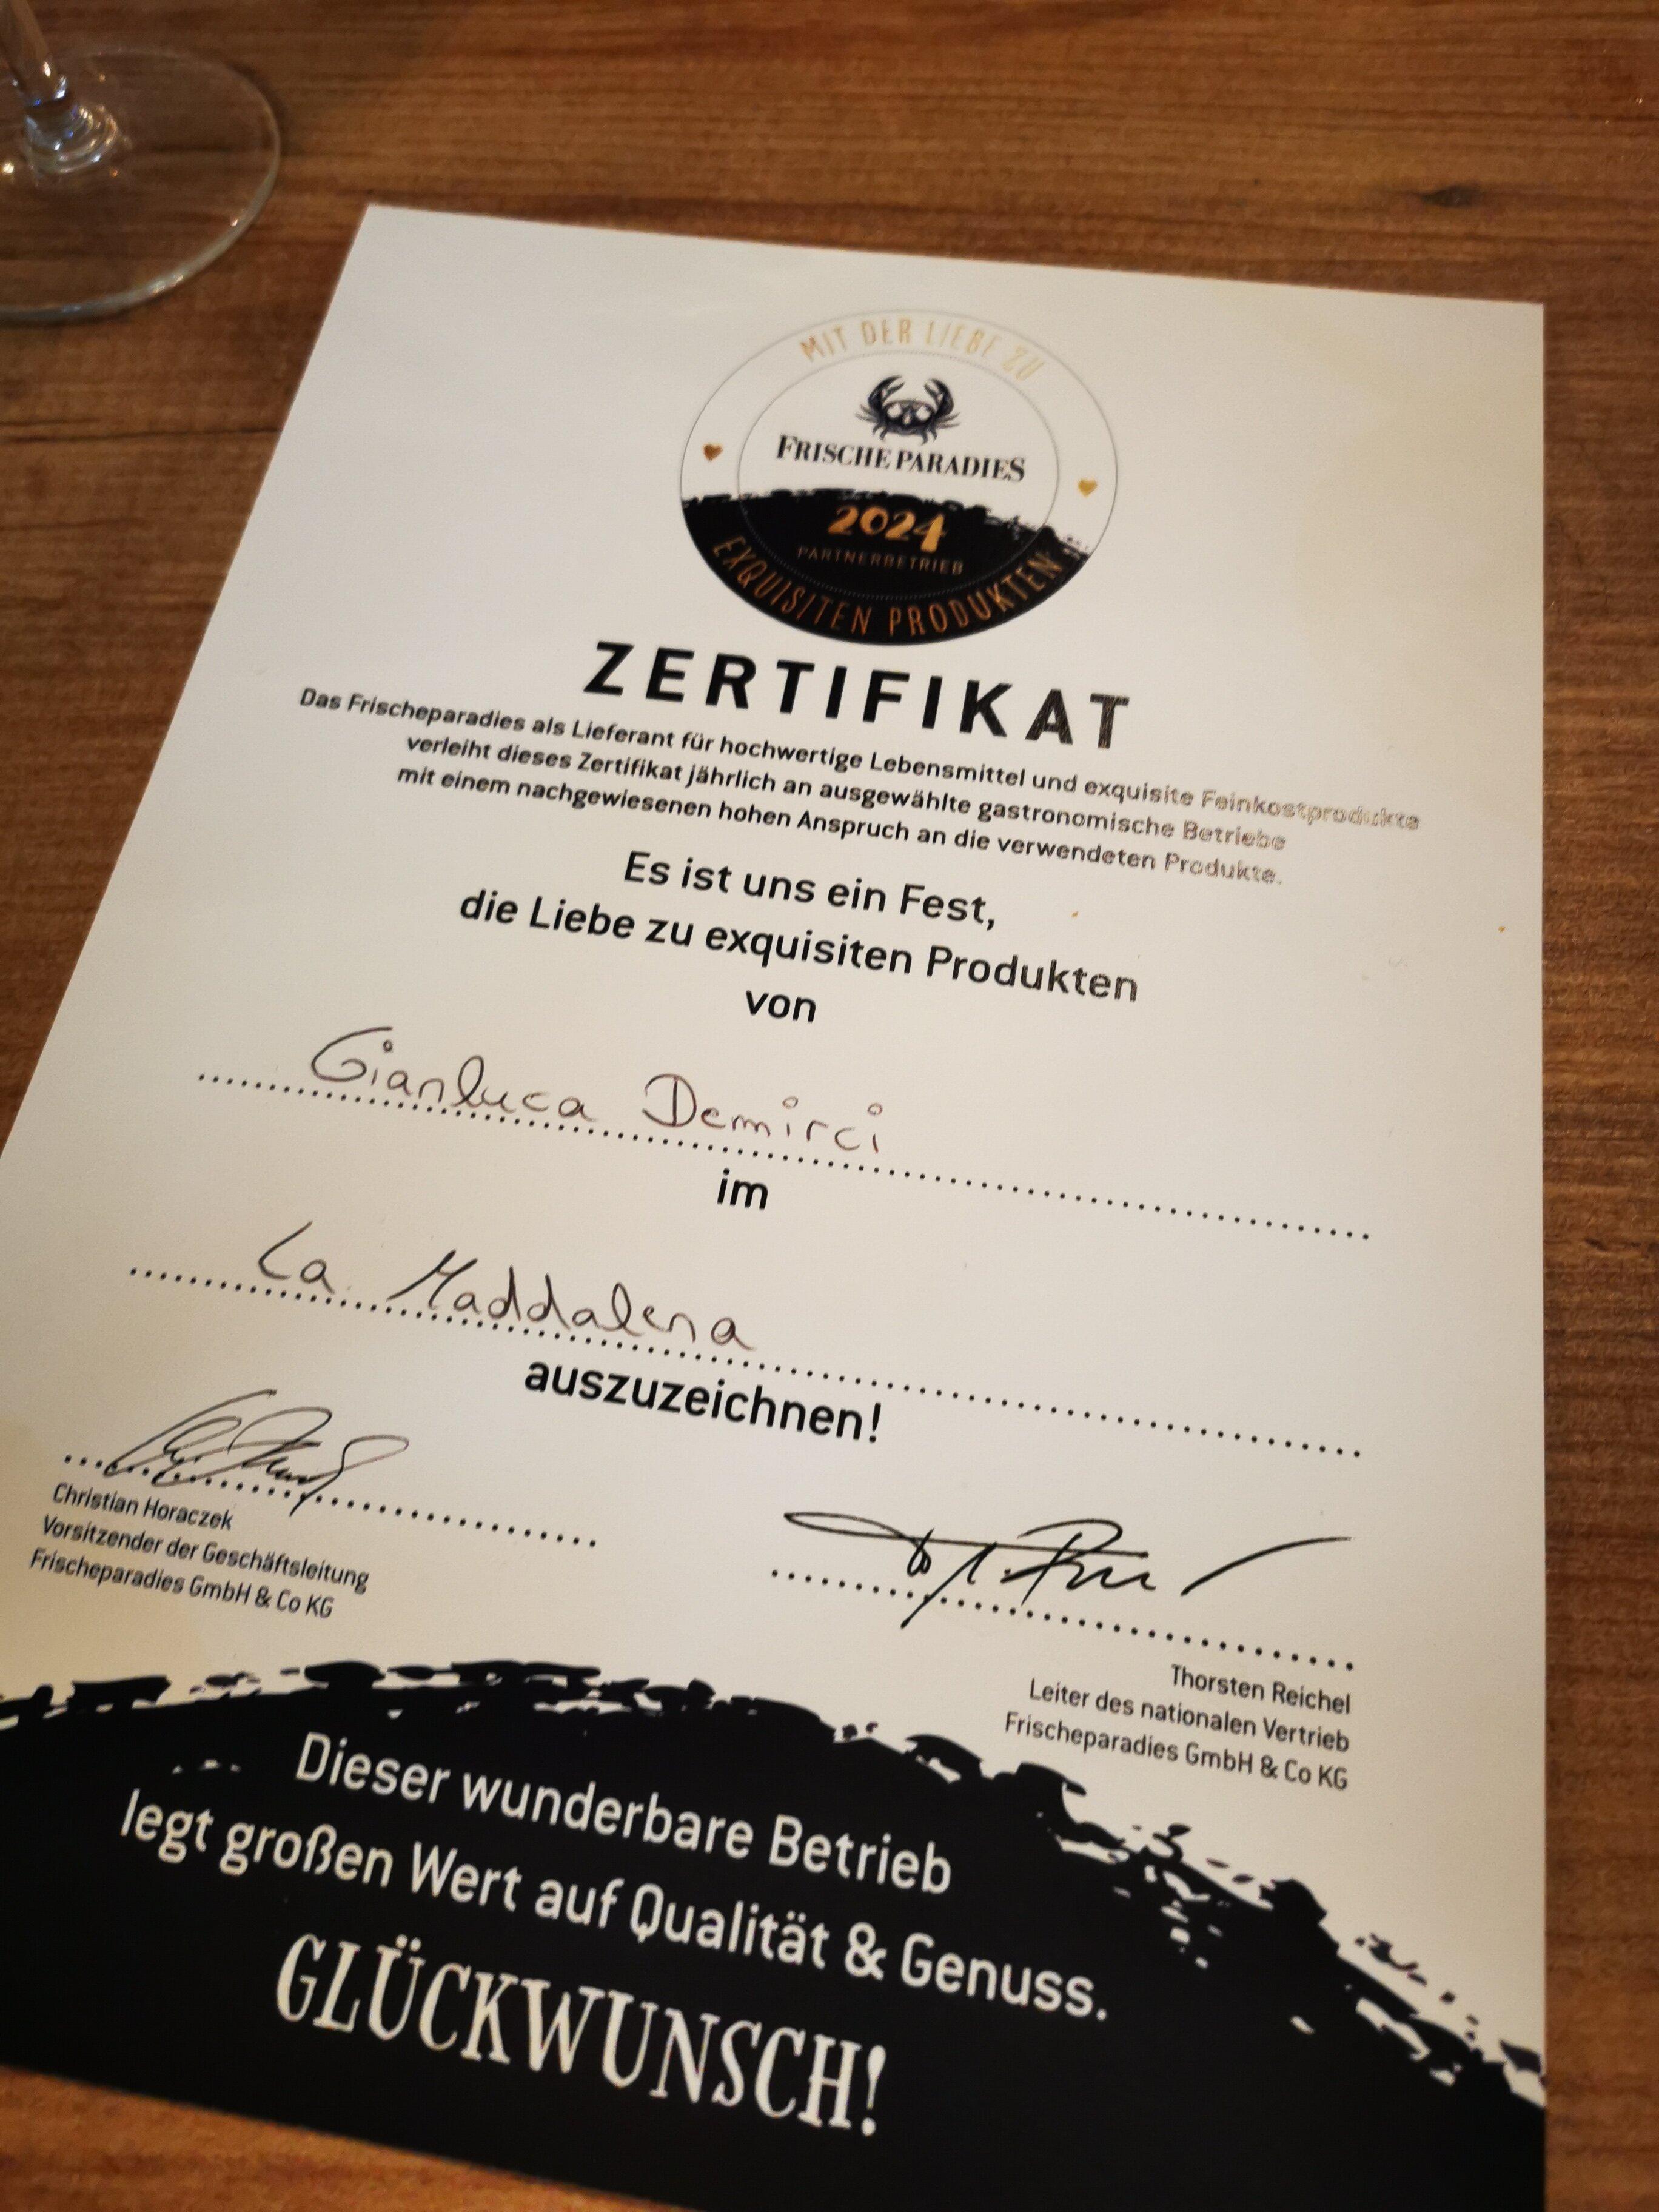 MIT DER LIEBE ZU
FRISCHEPARADIES
2024
PARTNERBETRIEB
EXQUISITEN PRODUKTEN!
ZERTIFIKAT
Das Frischeparadies als Lieferant für hochwertige Lebensmittel und exquisite Feinkostprodukte
verleiht dieses Zertifikat jährlich an ausgewählte gastronomische Betriebe
mit einem nachgewiesenen hohen Anspruch an die verwendeten Produkte.
Es ist uns ein Fest,
die Liebe zu exquisiten Produkten
von
Gianluca Demirci
im
La Maddalena
auszuzeichnen!
Christian Horaczek
Vorsitzender der Geschäftsleitung
Frischeparadies GmbH & Co KG
Thorsten Reichel
Leiter des nationalen Vertrieb
Frischeparadies GmbH & Co KG
Dieser wunderbare Betrieb
legt großen Wert auf Qualität & Genuss.
GLÜCKWUNSCH!